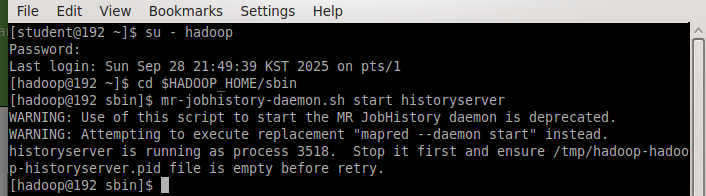 File Edit View Bookmarks Settings Help
[student@192 ~]$ su - hadoop
Password:
Last login: Sun Sep 28 21:49:39 KST 2025 on pts/1
[hadoop@192 ~]$ cd $HADOOP_HOME/sbin
[hadoop@192 sbin]$ mr-jobhistory-daemon.sh start historyserver
WARNING: Use of this script to start the MR JobHistory daemon is deprecated.
WARNING: Attempting to execute replacement "mapred --daemon start" instead.
historyserver is running as process 3518.  Stop it first and ensure /tmp/hadoop-hadoo
p-historyserver.pid file is empty before retry.
[hadoop@192 sbin]$